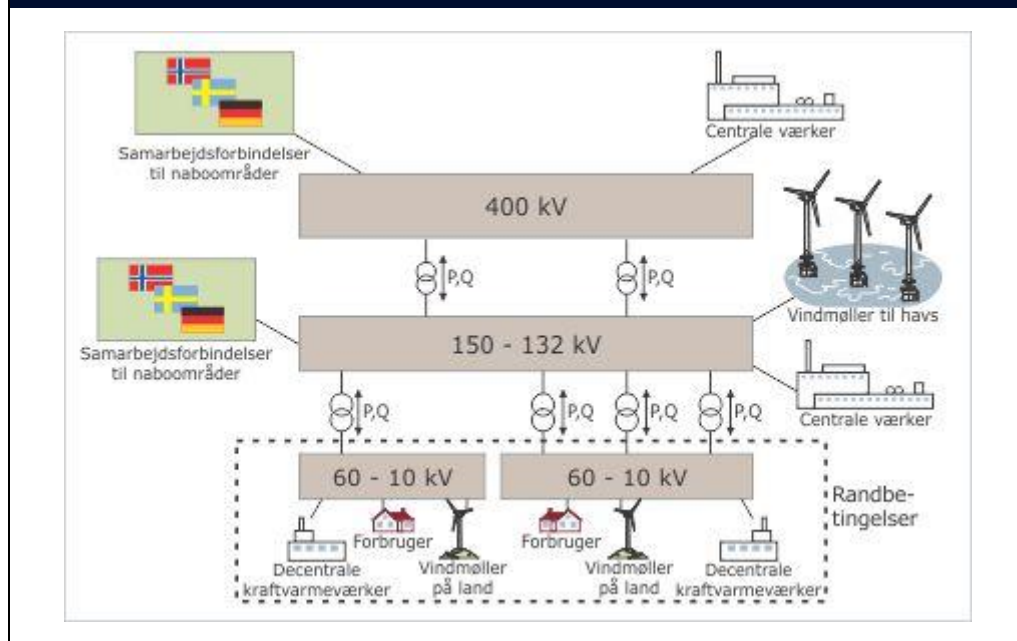 Centrale værker
Samarbejdsforbindelser
til naboområder
400 kV
P,Q
P,Q
Vindmøller til havs
Samarbejdsforbindelser
til naboområder
150 - 132 kV
Centrale værker
P,Q
P,Q
P,Q
P,Q
60 - 10 kV
60 - 10 kV
Randbe-
tingelser
Forbruger
Forbruger
Decentrale
kraftvarmeværker
Vindmøller
på land
Vindmøller
på land
Decentrale
kraftvarmeværker